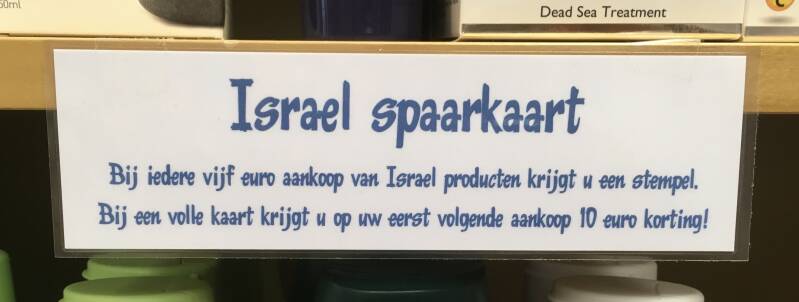 50ml
Dead Sea Treatment
C
Israel spaarkaart
Bij iedere vijf euro aankoop van Israel producten krijgt u een stempel.
Bij een volle kaart krijgt u op uw eerst volgende aankoop 10 euro korting!